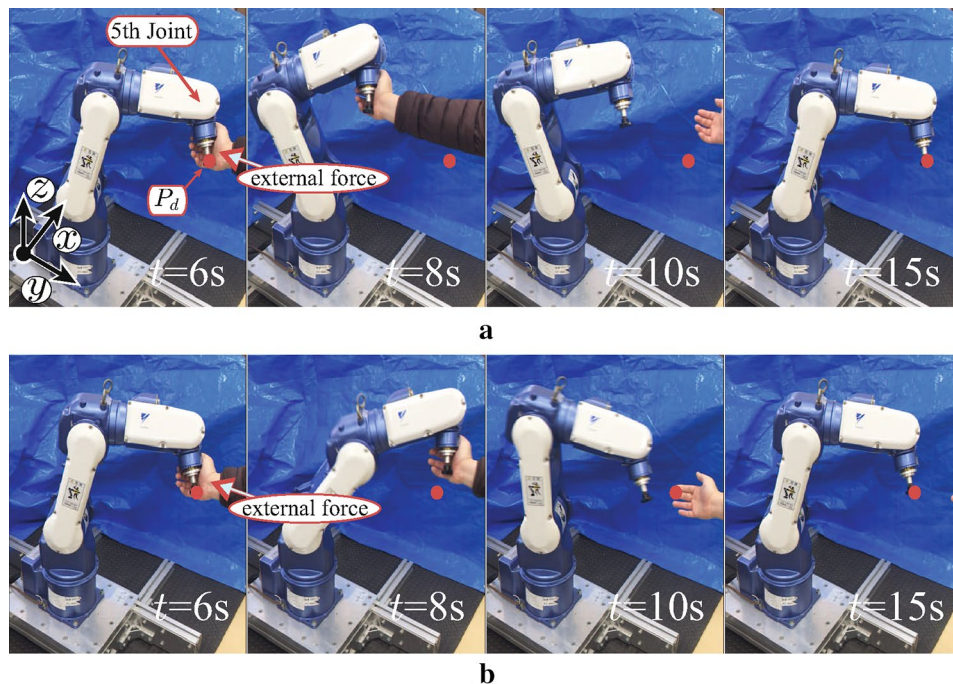 5th Joint
external force
P_d
z
x
y
t=6s
t=8s
t=10s
t=15s
a
external force
t=6s
t=8s
t=10s
t=15s
b